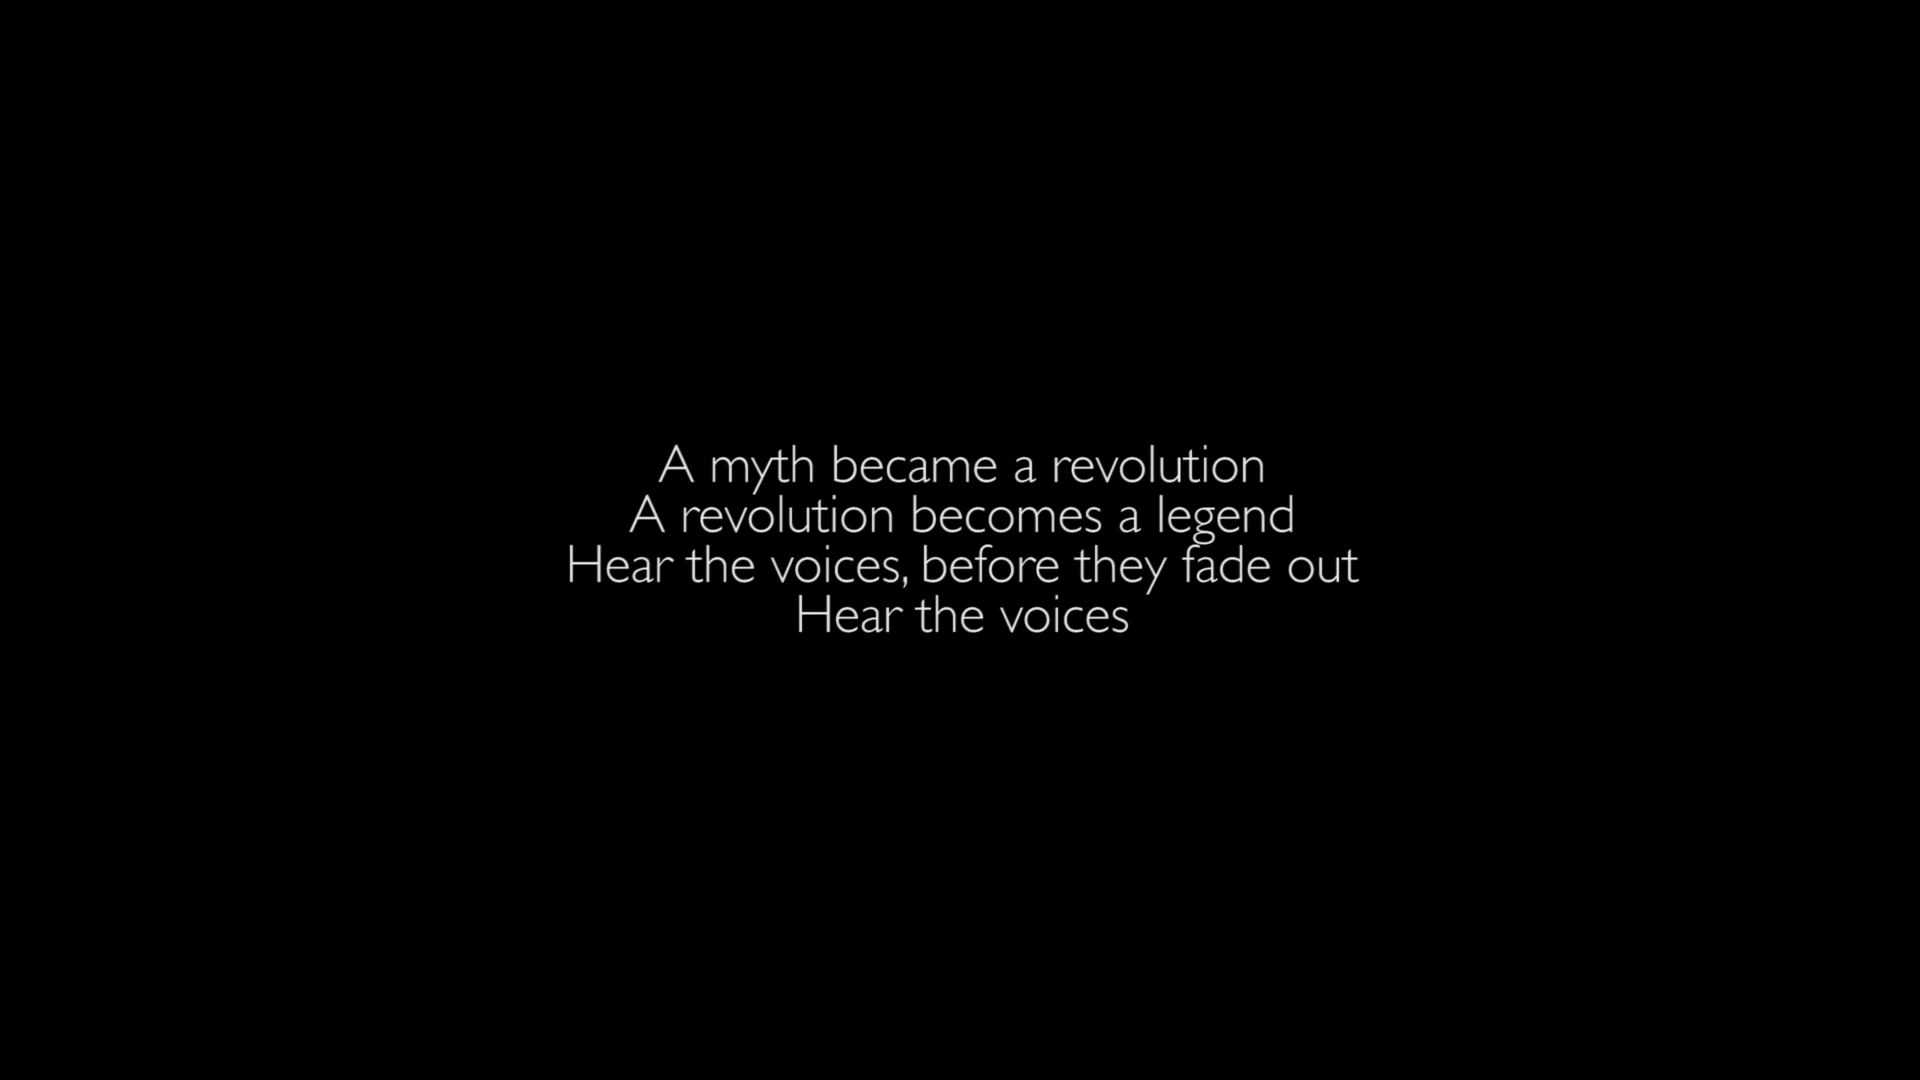 A myth became a revolution
A revolution becomes a legend
Hear the voices, before they fade out
Hear the voices